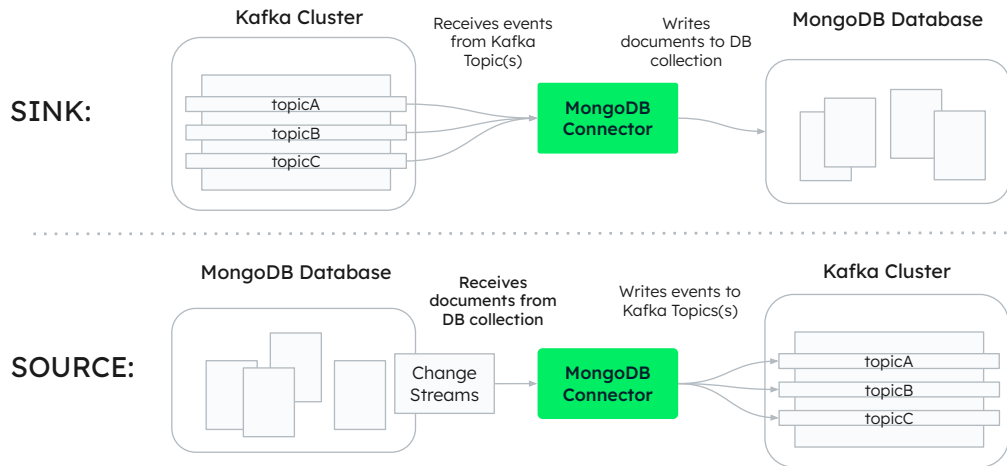 Kafka Cluster
Receives events
from Kafka
Topic(s)
Writes
documents to DB
collection
MongoDB Database
SINK:
topicA
topicB
topicC
MongoDB
Connector
MongoDB Database
Receives
documents from
DB collection
Writes events to
Kafka Topics(s)
Kafka Cluster
SOURCE:
Change
Streams
MongoDB
Connector
topicA
topicB
topicC